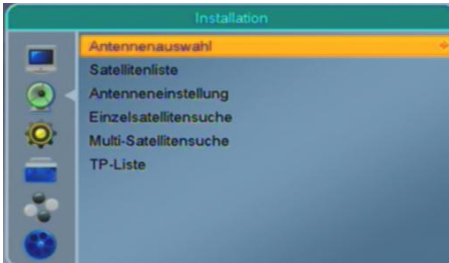 Installation
Antennenauswahl
Satellitenliste
Antenneneinstellung
Einzelsatellitensuche
Multi-Satellitensuche
TP-Liste